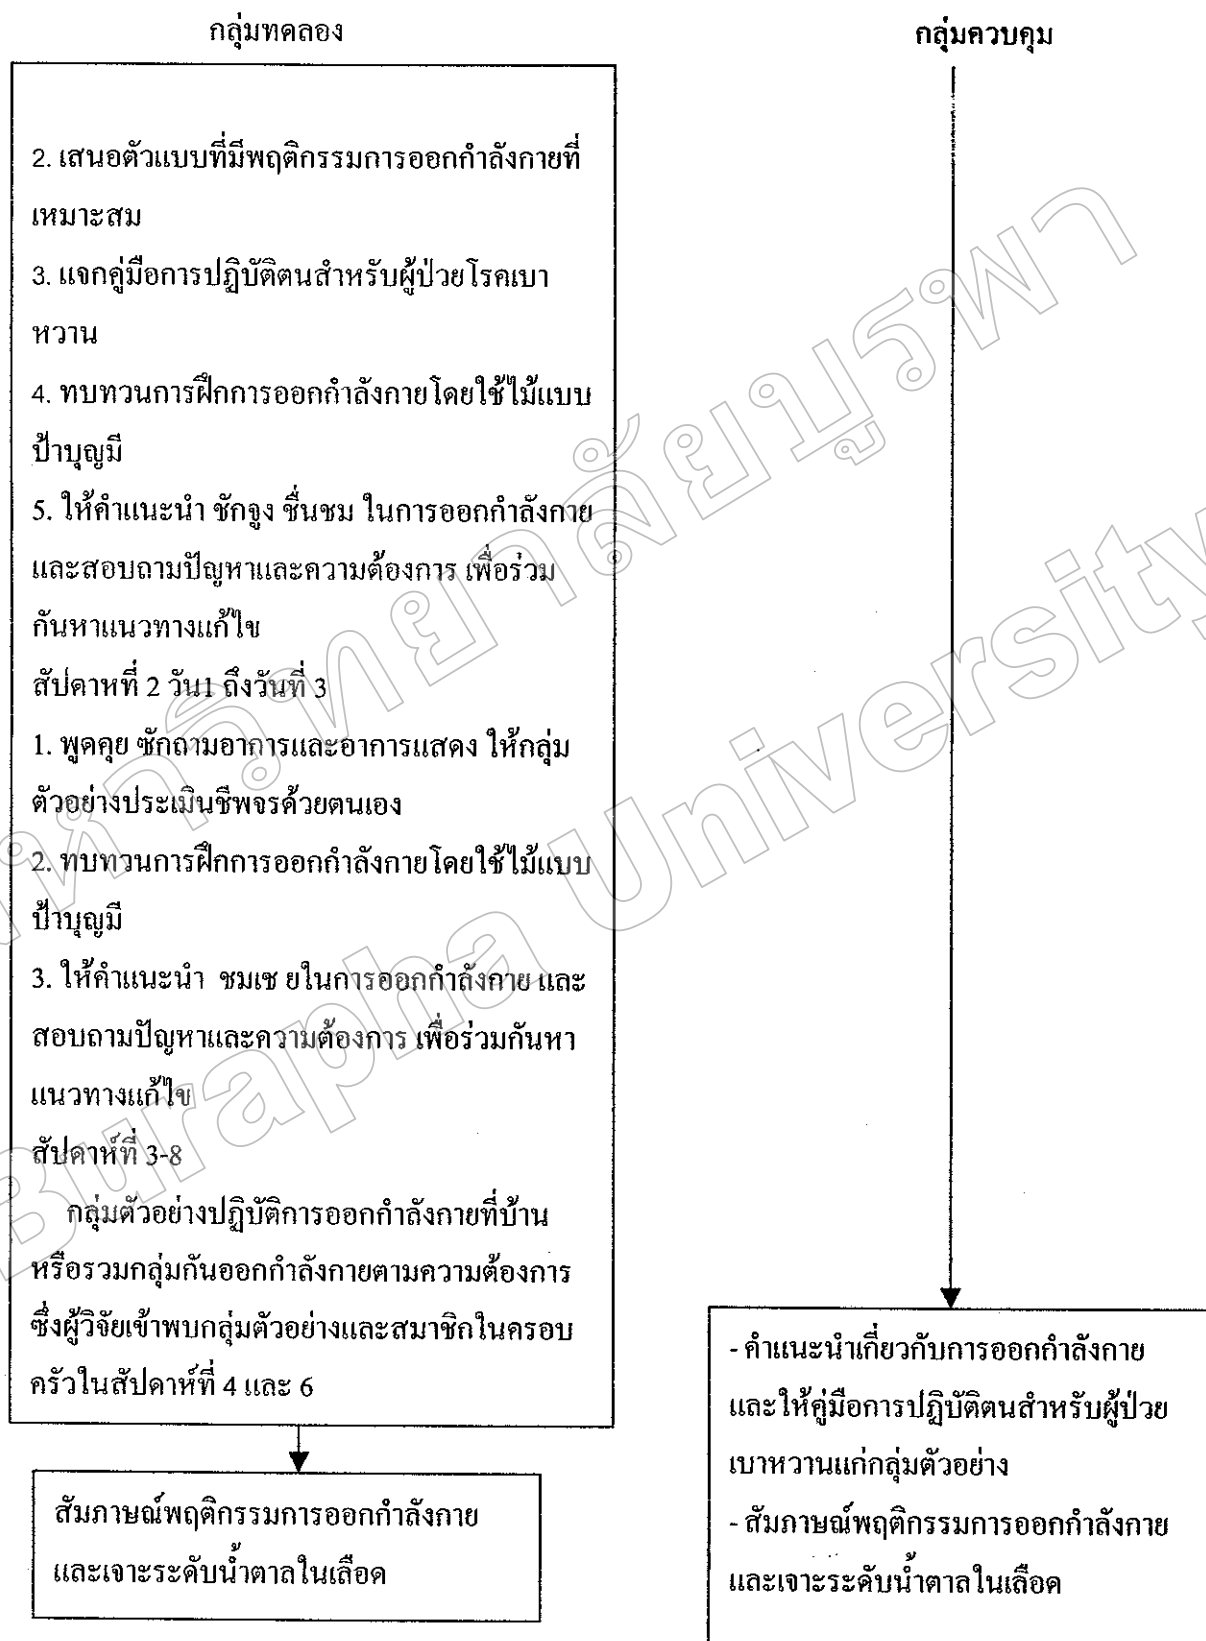 กลุ่มทดลอง
กลุ่มควบคุม
2. เสนอตัวแบบที่มีพฤติกรรมการออกกำลังกายที่
เหมาะสม
3. แจกคู่มือการปฏิบัติตนสำหรับผู้ป่วยโรคเบา
หวาน
4. ทบทวนการฝึกการออกกำลังกายโดยใช้ไม้แบบ
ป้าบุญมี
5. ให้คำแนะนำ ชักจูง ชื่นชม ในการออกกำลังกาย
และสอบถามปัญหาและความต้องการ เพื่อร่วม
กันหาแนวทางแก้ไข
สัปดาหที่ 2 วัน1 ถึงวันที่ 3
1. พูดคุย ซักถามอาการและอาการแสดง ให้กลุ่ม
ตัวอย่างประเมินชีพจรด้วยตนเอง
2. ทบทวนการฝึกการออกกำลังกายโดยใช้ไม้แบบ
ป้าบุญมี
3. ให้คำแนะนำ ชมเช ยในการออกกำลังกาย และ
สอบถามปัญหาและความต้องการ เพื่อร่วมกันหา
แนวทางแก้ไข
สัปดาห์ที่ 3-8
กลุ่มตัวอย่างปฏิบัติการออกกำลังกายที่บ้าน
หรือรวมกลุ่มกันออกกำลังกายตามความต้องการ
ซึ่งผู้วิจัยเข้าพบกลุ่มตัวอย่างและสมาชิกในครอบ
ครัวในสัปดาห์ที่ 4 และ 6
สัมภาษณ์พฤติกรรมการออกกำลังกาย
และเจาะระดับน้ำตาลในเลือด
- คำแนะนำเกี่ยวกับการออกกำลังกาย
และให้คู่มือการปฏิบัติตนสำหรับผู้ป่วย
เบาหวานแก่กลุ่มตัวอย่าง
- สัมภาษณ์พฤติกรรมการออกกำลังกาย
และเจาะระดับน้ำตาลในเลือด
Burapha University